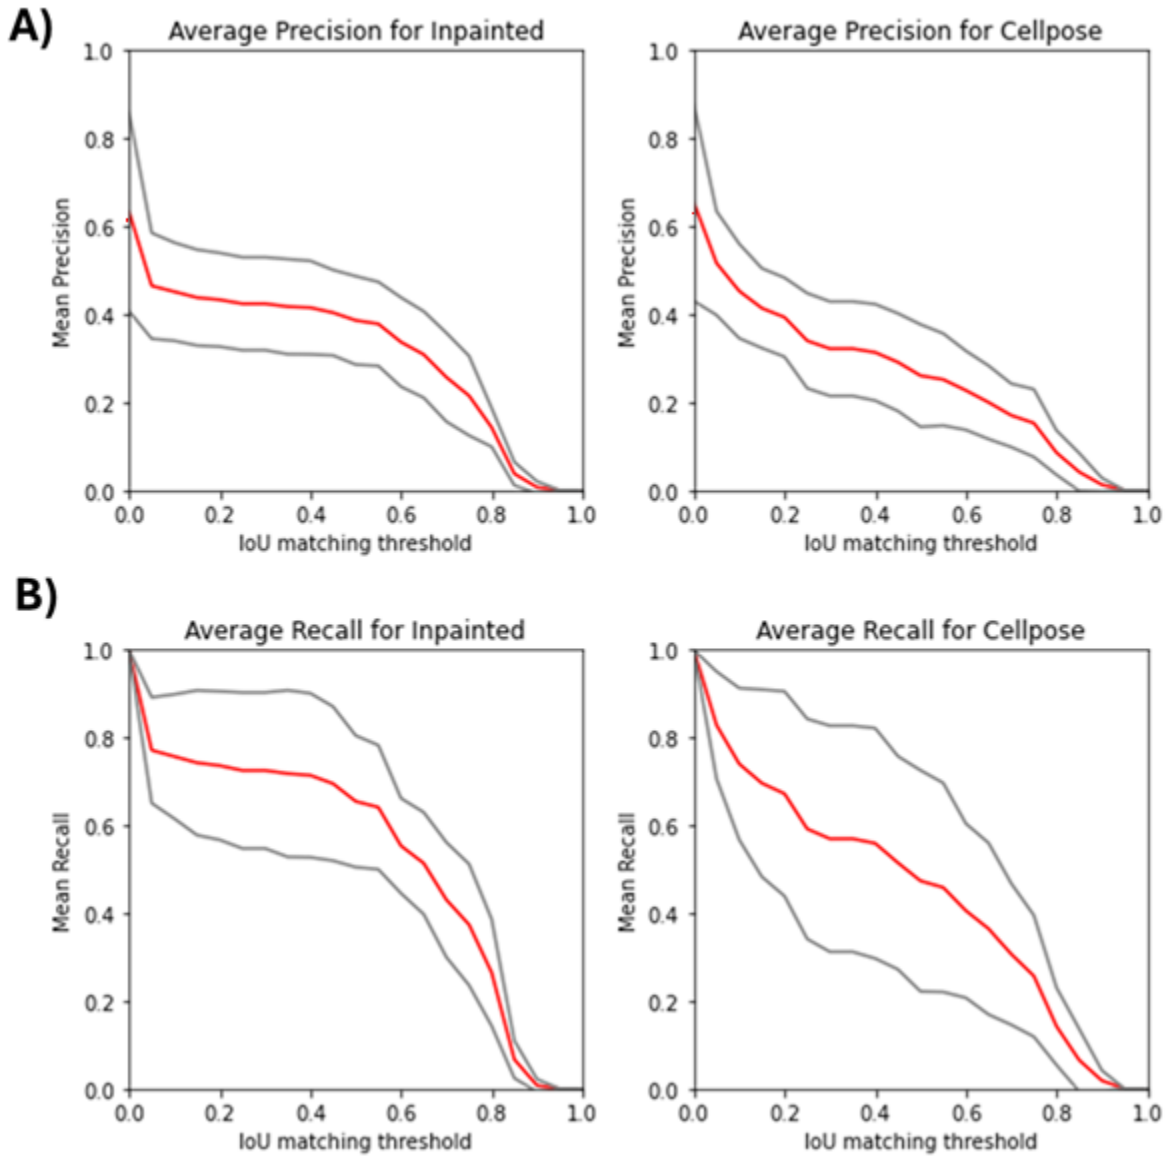 A)
Average Precision for Inpainted
Average Precision for Cellpose
1.0
0.8
0.6
0.4
0.2
0.0
Mean Precision
0.0 0.2 0.4 0.6 0.8 1.0
IoU matching threshold
1.0
0.8
0.6
0.4
0.2
0.0
Mean Precision
0.0 0.2 0.4 0.6 0.8 1.0
IoU matching threshold
B)
Average Recall for Inpainted
Average Recall for Cellpose
1.0
0.8
0.6
0.4
0.2
0.0
Mean Recall
0.0 0.2 0.4 0.6 0.8 1.0
IoU matching threshold
1.0
0.8
0.6
0.4
0.2
0.0
Mean Recall
0.0 0.2 0.4 0.6 0.8 1.0
IoU matching threshold